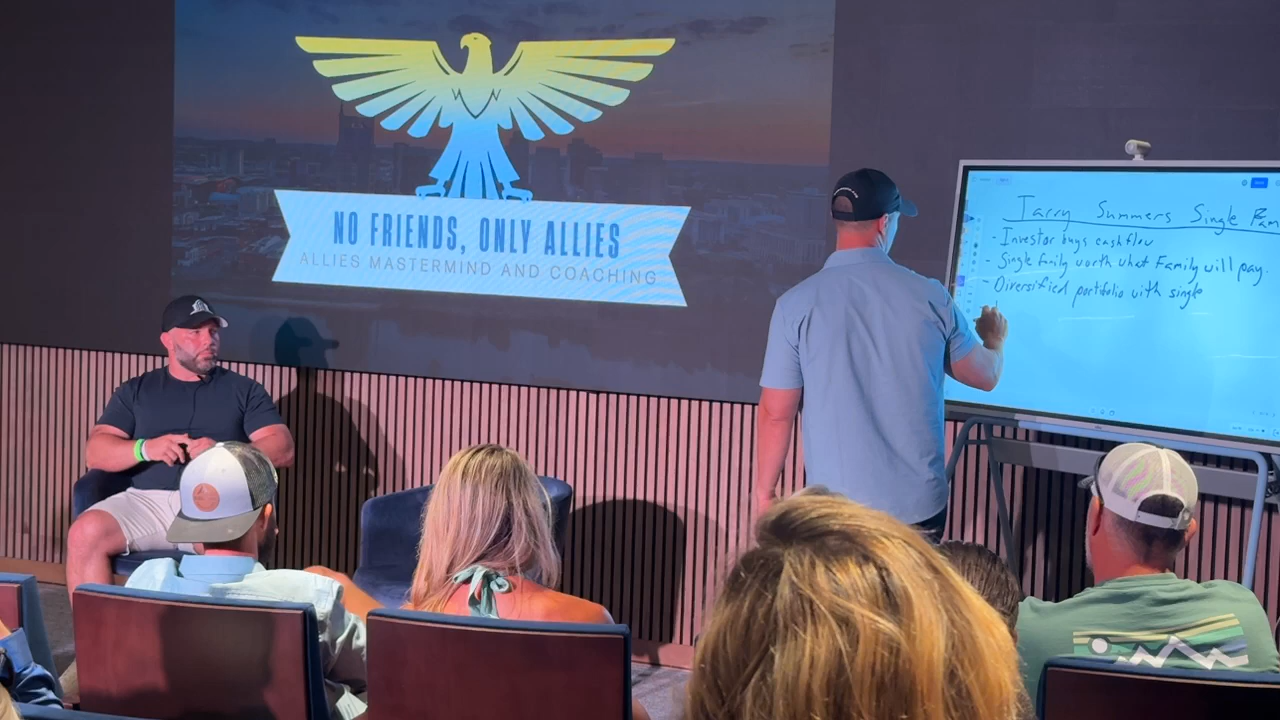 NO FRIENDS, ONLY ALLIES
ALLIES MASTERMIND AND COACHING
Tarry Summers Single Fam
- Investor buys cashflow
- Single family worth what Family will pay.
- Diversified portfolio with single